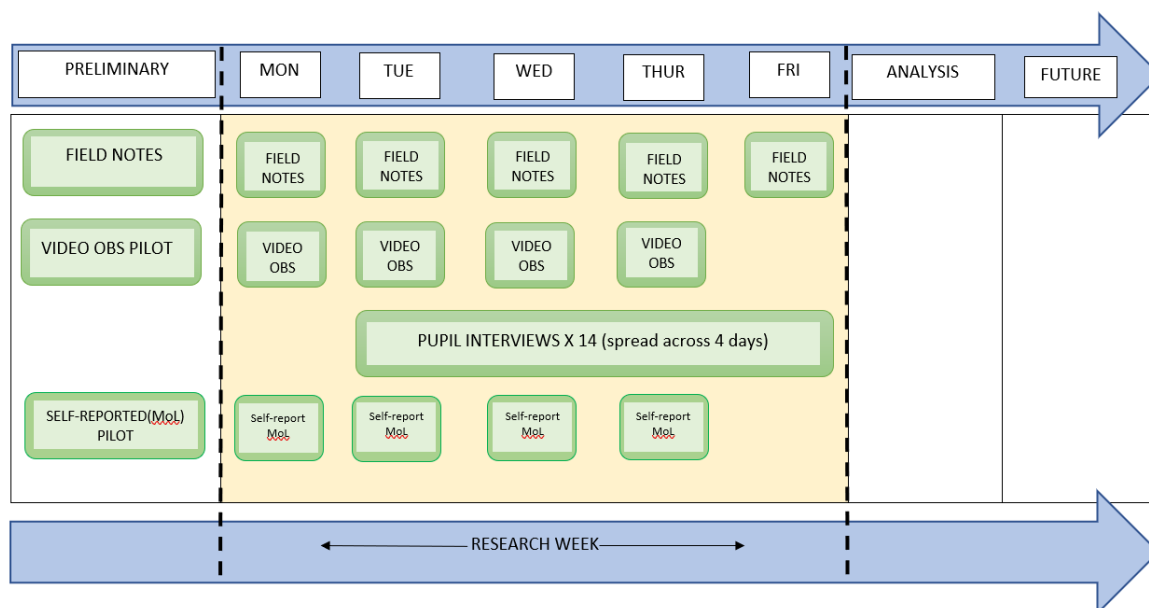 PRELIMINARY
MON
TUE
WED
THUR
FRI
ANALYSIS
FUTURE
FIELD NOTES
FIELD
NOTES
FIELD
NOTES
FIELD
NOTES
FIELD
NOTES
FIELD
NOTES
VIDEO OBS PILOT
VIDEO
OBS
VIDEO
OBS
VIDEO
OBS
VIDEO
OBS
PUPIL INTERVIEWS X 14 (spread across 4 days)
SELF-REPORTED(MoL)
PILOT
Self-report
MoL
Self-report
MoL
Self-report
MoL
Self-report
MoL
RESEARCH WEEK